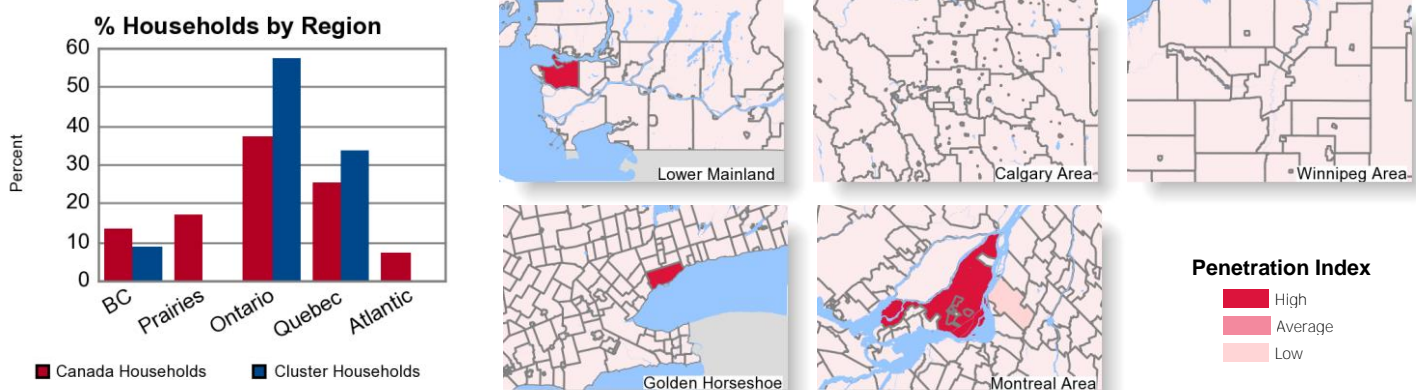 % Households by Region
Percent
60
50
40
30
20
10
0
BC
Prairies
Ontario
Quebec
Atlantic
Canada Households
Cluster Households
Lower Mainland
Calgary Area
Winnipeg Area
Golden Horseshoe
Montreal Area
Penetration Index
High
Average
Low